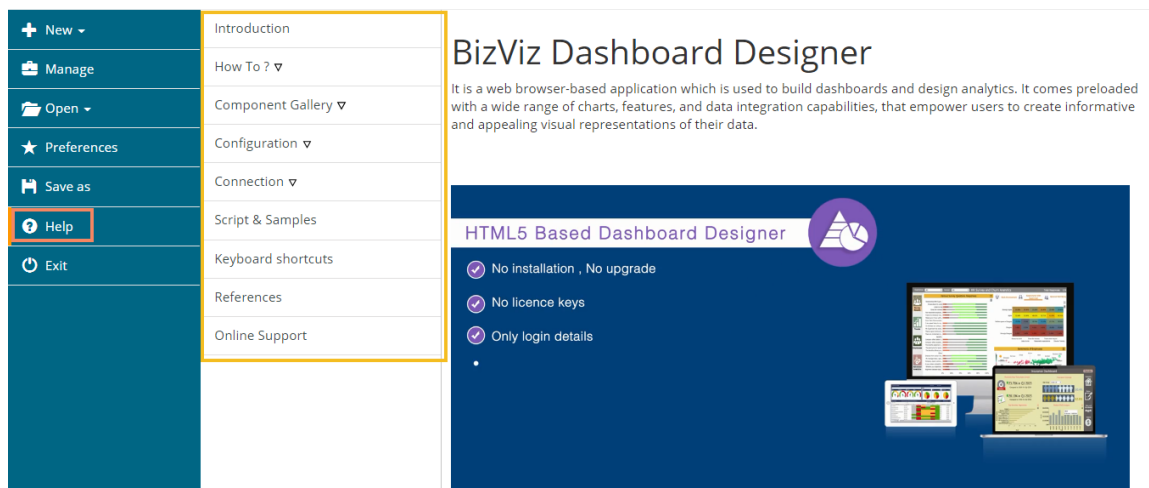 New
Manage
Open
Preferences
Save as
Help
Exit
Introduction
How To ?
Component Gallery
Configuration
Connection
Script & Samples
Keyboard shortcuts
References
Online Support
BizViz Dashboard Designer
It is a web browser-based application which is used to build dashboards and design analytics. It comes preloaded
with a wide range of charts, features, and data integration capabilities, that empower users to create informative
and appealing visual representations of their data.
HTML5 Based Dashboard Designer
No installation , No upgrade
No licence keys
Only login details